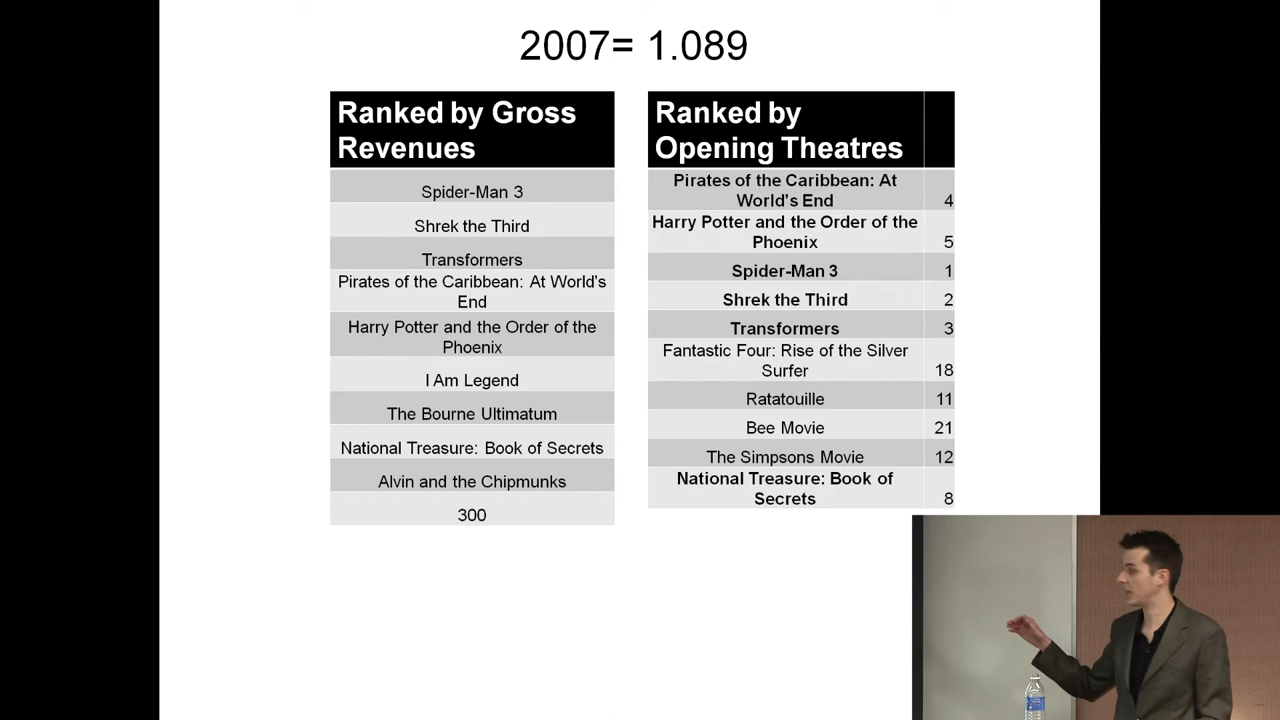 2007= 1.089
Ranked by Gross
Revenues
Spider-Man 3
Shrek the Third
Transformers
Pirates of the Caribbean: At World's
End
Harry Potter and the Order of the
Phoenix
I Am Legend
The Bourne Ultimatum
National Treasure: Book of Secrets
Alvin and the Chipmunks
300
Ranked by
Opening Theatres
Pirates of the Caribbean: At
World's End 4
Harry Potter and the Order of the
Phoenix 5
Spider-Man 3 1
Shrek the Third 2
Transformers 3
Fantastic Four: Rise of the Silver
Surfer 18
Ratatouille 11
Bee Movie 21
The Simpsons Movie 12
National Treasure: Book of
Secrets 8